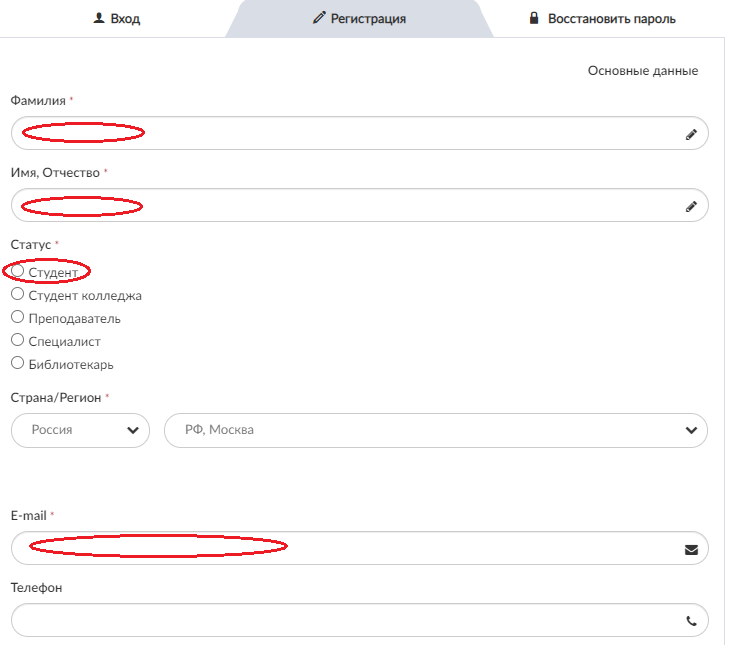 Вход Регистрация Восстановить пароль
Основные данные
Фамилия *
Имя, Отчество *
Статус *
Студент
Студент колледжа
Преподаватель
Специалист
Библиотекарь
Страна/Регион *
Россия РФ, Москва
E-mail *
Телефон